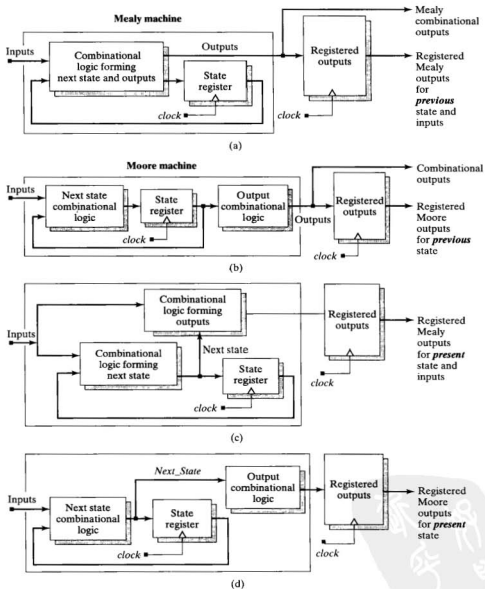 Mealy machine
Inputs
Combinational
logic forming
next state and outputs
Outputs
State
register
clock
clock
Registered
outputs
Mealy
combinational
outputs
Registered
Mealy
outputs
for previous
state and
inputs
(a)
Moore machine
Inputs
Next state
combinational
logic
State
register
clock
Output
combinational
logic
Outputs
Registered
outputs
clock
Combinational
outputs
Registered
Moore
outputs
for previous
state
(b)
Combinational
logic forming
outputs
Inputs
Combinational
logic forming
next state
Next state
State
register
clock
Registered
outputs
clock
Registered
Mealy
outputs
for present
state and
inputs
(c)
Next_State
Inputs
Next state
combinational
logic
State
register
clock
Output
combinational
logic
Registered
outputs
clock
Registered
Moore
outputs
for present
state
(d)